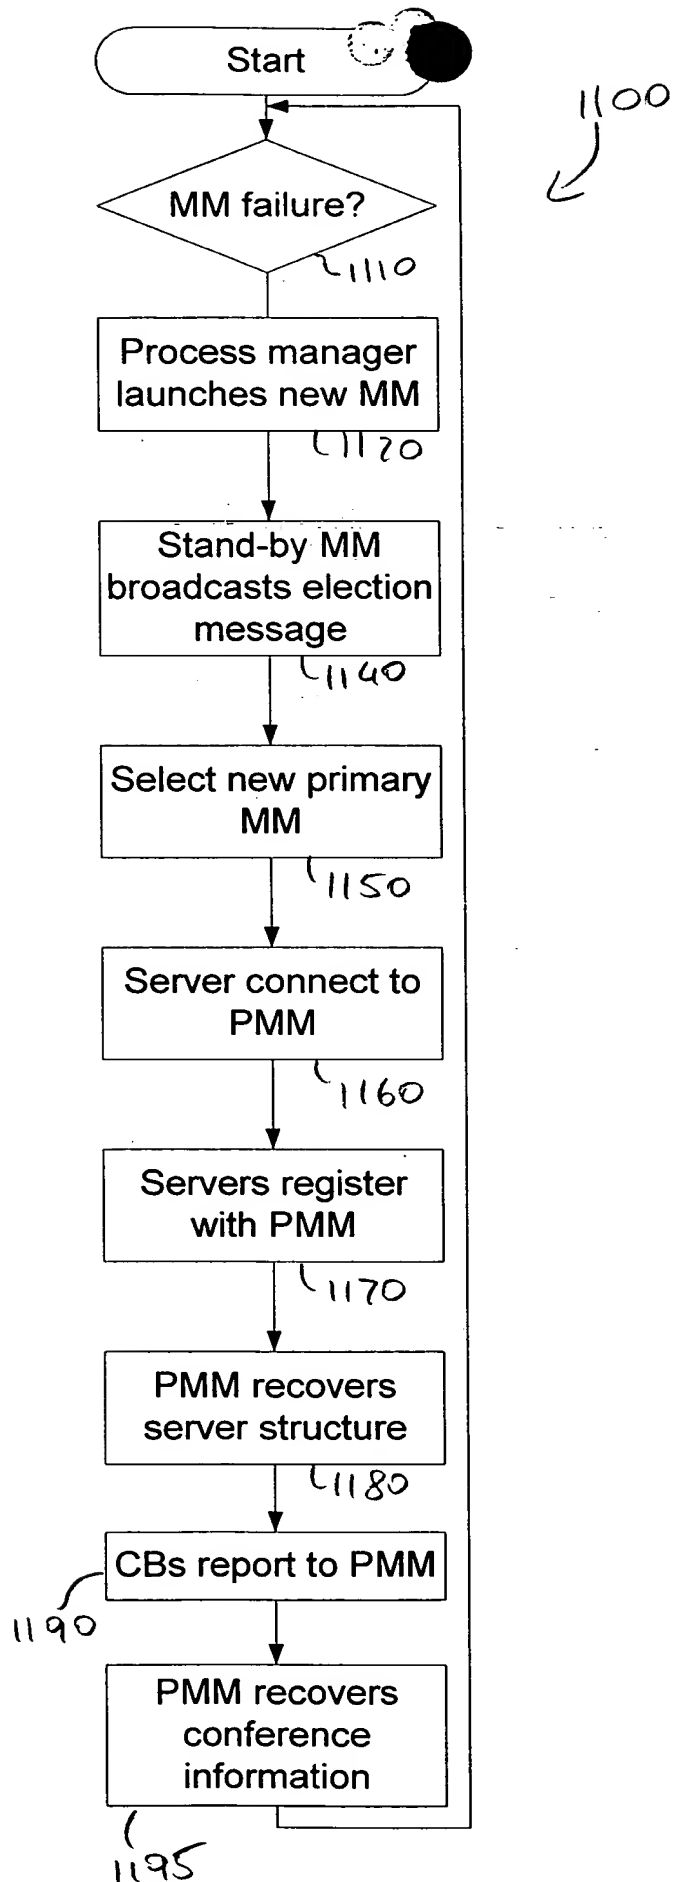 Start
1100
MM failure?
1110
Process manager
launches new MM
1120
Stand-by MM
broadcasts election
message
1140
Select new primary
MM
1150
Server connect to
PMM
1160
Servers register
with PMM
1170
PMM recovers
server structure
1180
CBs report to PMM
1190
PMM recovers
conference
information
1195